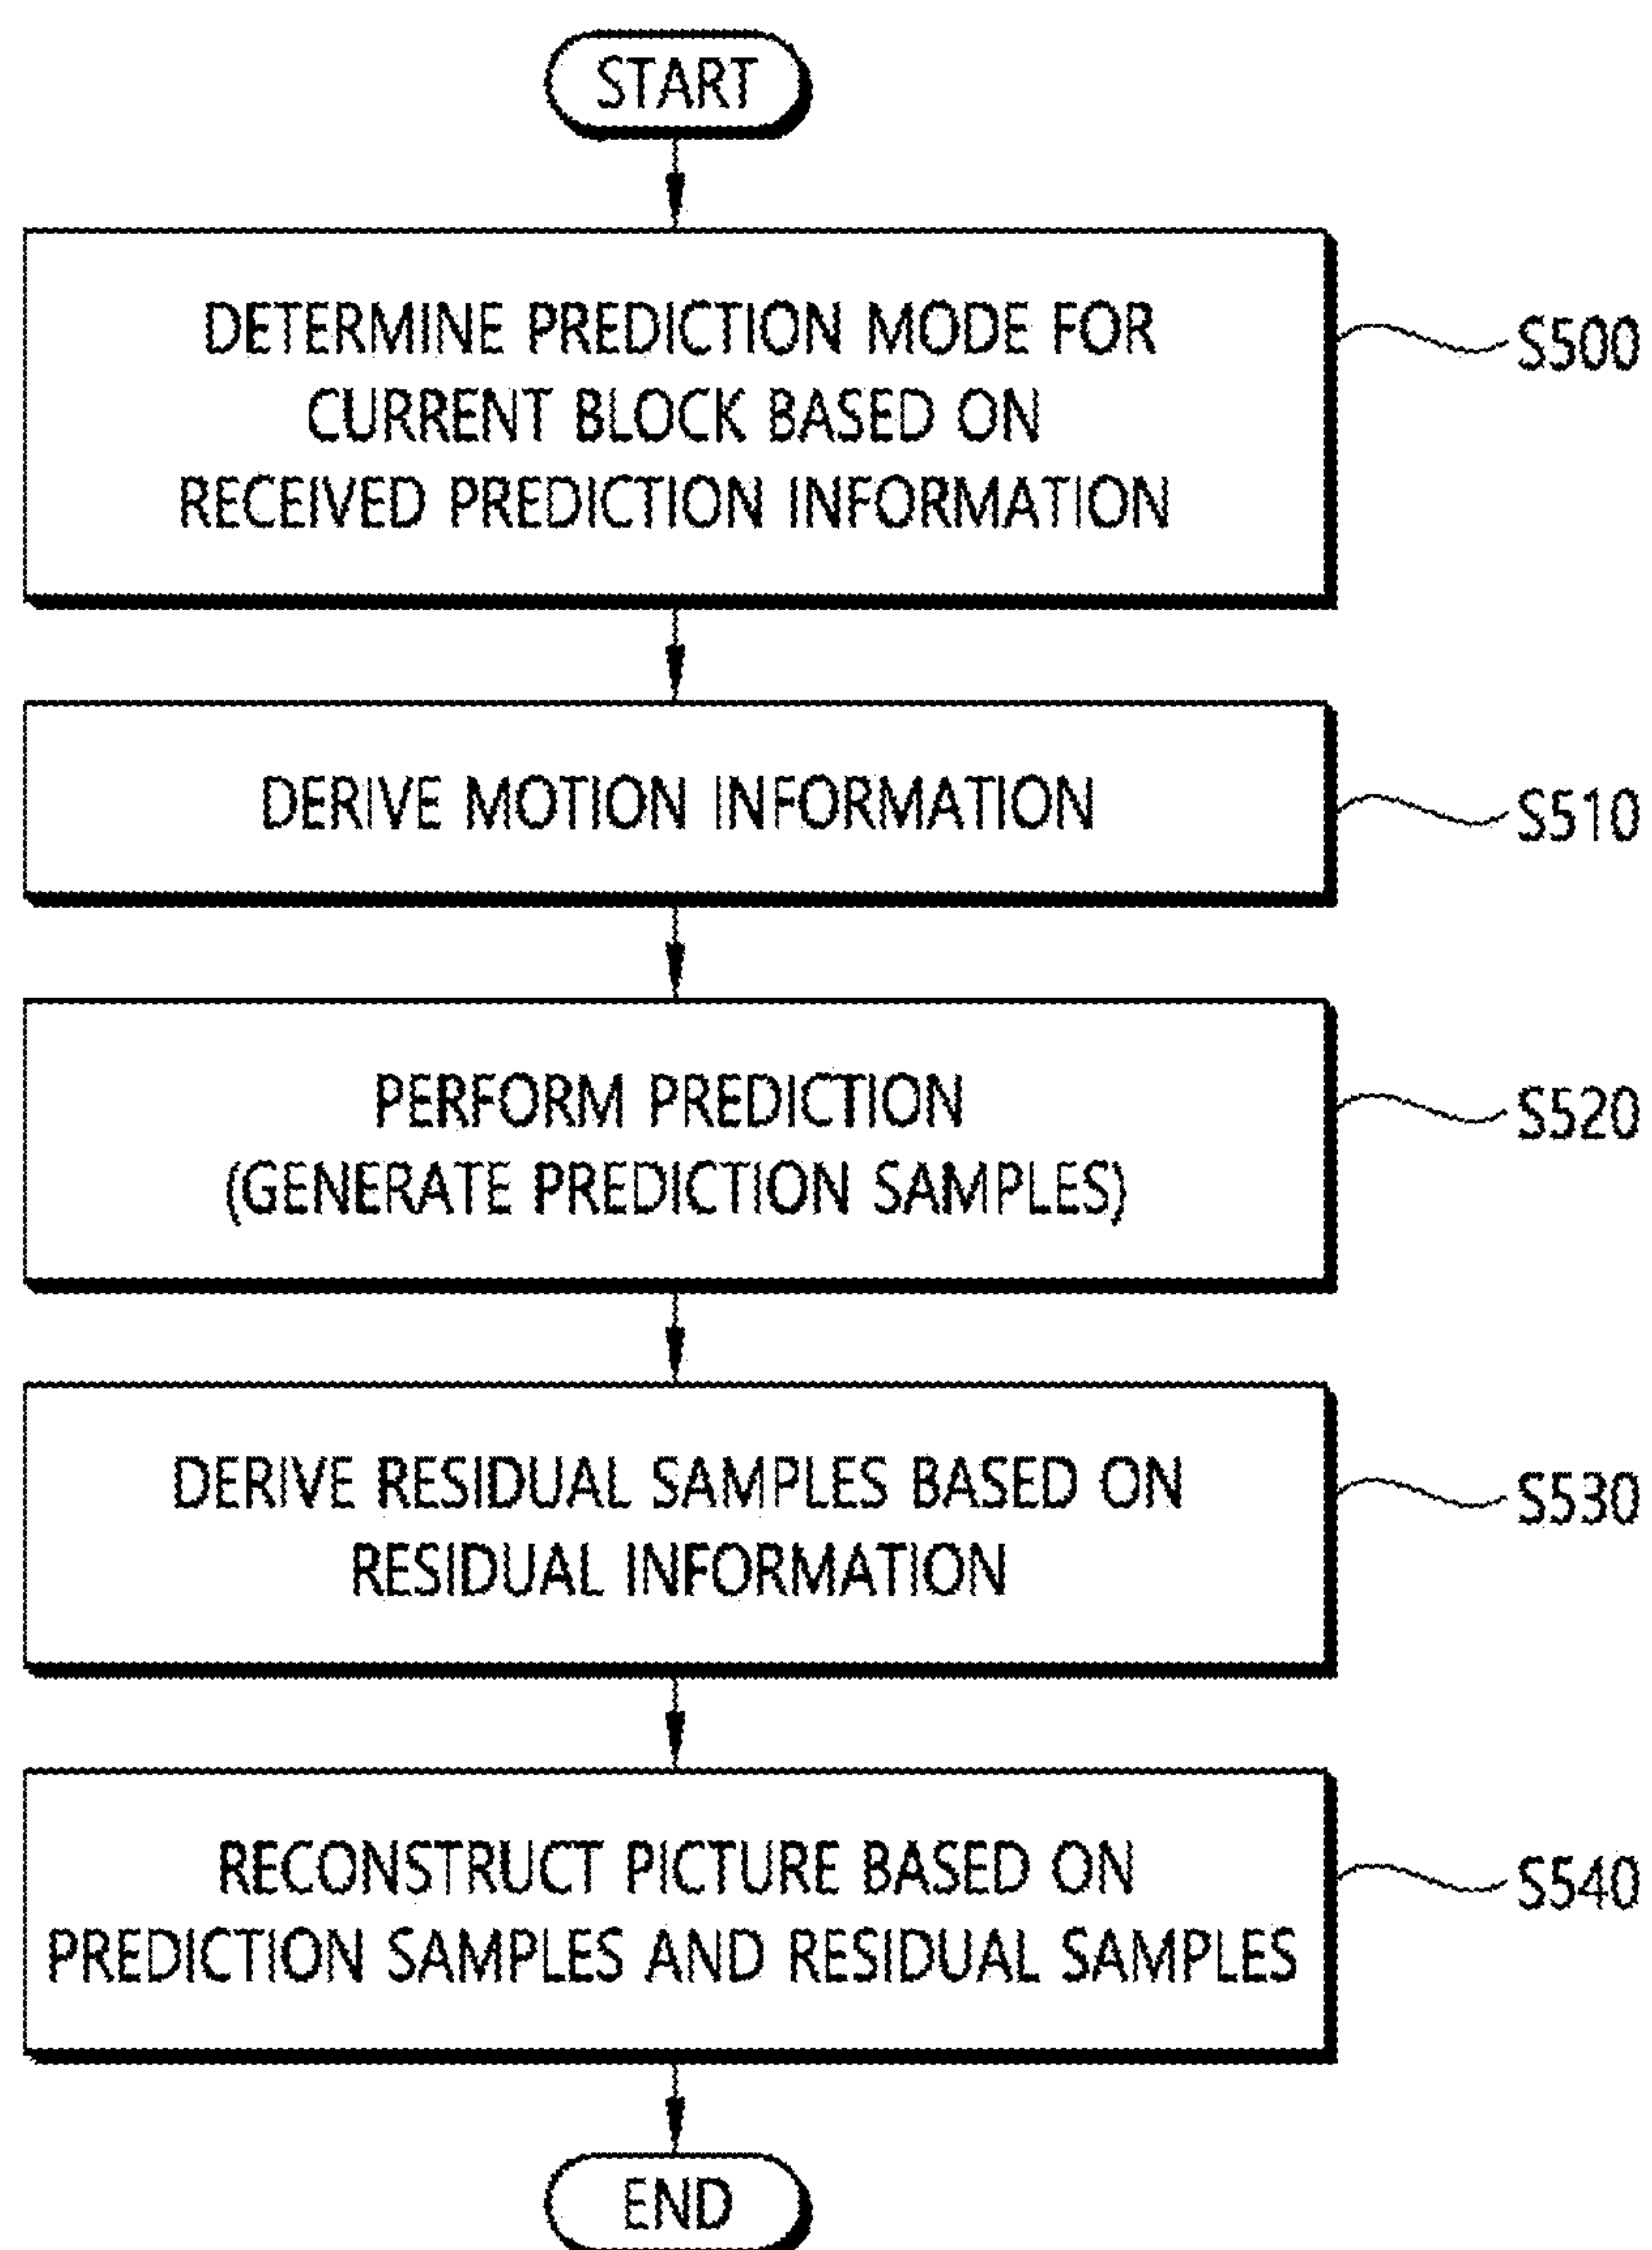 START
DETERMINE PREDICTION MODE FOR
CURRENT BLOCK BASED ON
RECEIVED PREDICTION INFORMATION
S500
DERIVE MOTION INFORMATION
S510
PERFORM PREDICTION
(GENERATE PREDICTION SAMPLES)
S520
DERIVE RESIDUAL SAMPLES BASED ON
RESIDUAL INFORMATION
S530
RECONSTRUCT PICTURE BASED ON
PREDICTION SAMPLES AND RESIDUAL SAMPLES
S540
END